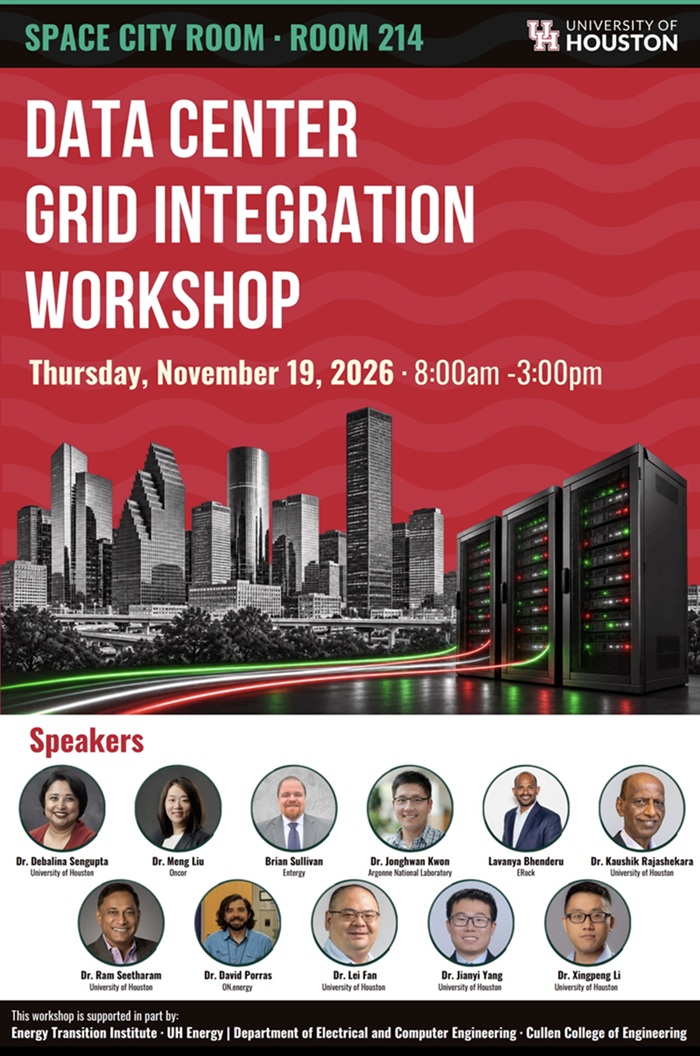 SPACE CITY ROOM · ROOM 214
UH
UNIVERSITY OF
HOUSTON
DATA CENTER
GRID INTEGRATION
WORKSHOP
Thursday, November 19, 2026 · 8:00am -3:00pm
Speakers
Dr. Debalina Sengupta
University of Houston
Dr. Meng Liu
Oncor
Brian Sullivan
Entergy
Dr. Jonghwan Kwon
Argonne National Laboratory
Lavanya Bhenderu
ERock
Dr. Kaushik Rajashekara
University of Houston
Dr. Ram Seetharam
University of Houston
Dr. David Porras
ON.energy
Dr. Lei Fan
University of Houston
Dr. Jianyi Yang
University of Houston
Dr. Xingpeng Li
University of Houston
This workshop is supported in part by:
Energy Transition Institute · UH Energy | Department of Electrical and Computer Engineering · Cullen College of Engineering